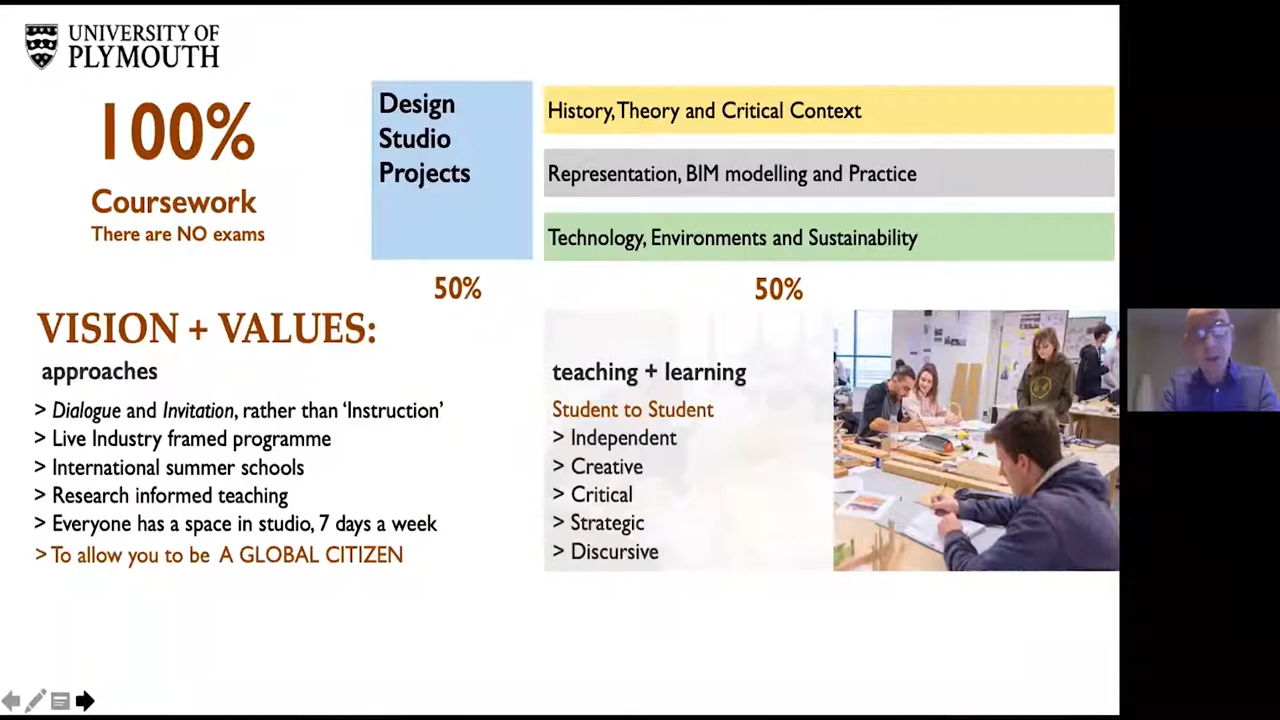 UNIVERSITY OF
PLYMOUTH
100%
Coursework
There are NO exams
Design
Studio
Projects
50%
History, Theory and Critical Context
Representation, BIM modelling and Practice
Technology, Environments and Sustainability
50%
VISION + VALUES:
approaches
> Dialogue and Invitation, rather than ‘Instruction’
> Live Industry framed programme
> International summer schools
> Research informed teaching
> Everyone has a space in studio, 7 days a week
> To allow you to be A GLOBAL CITIZEN
teaching + learning
Student to Student
> Independent
> Creative
> Critical
> Strategic
> Discursive